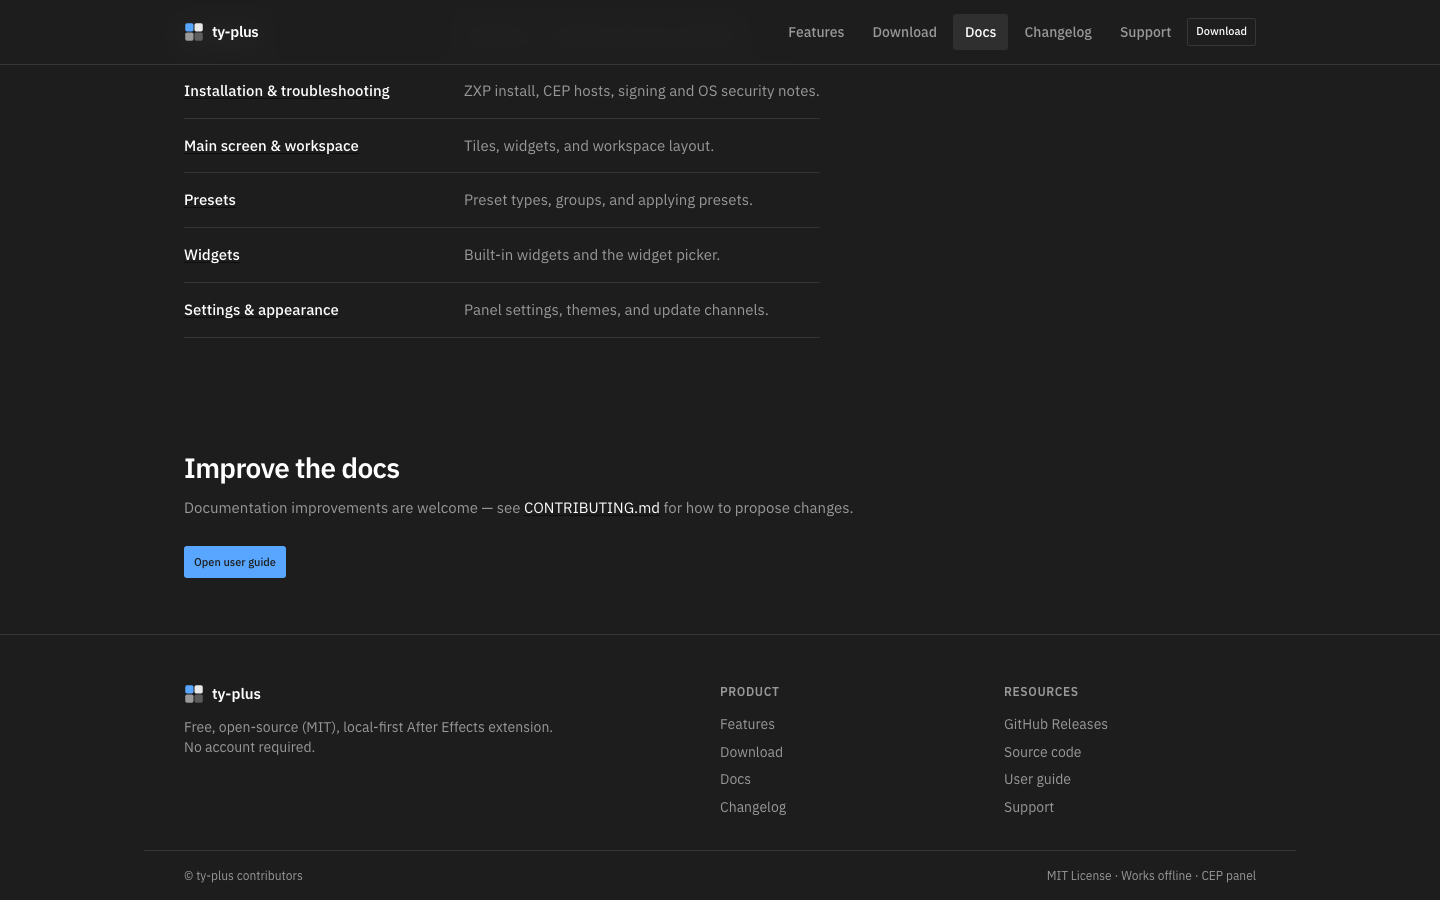 ty-plus
Features Download Docs Changelog Support Download
Installation & troubleshooting ZXP install, CEP hosts, signing and OS security notes.
Main screen & workspace Tiles, widgets, and workspace layout.
Presets Preset types, groups, and applying presets.
Widgets Built-in widgets and the widget picker.
Settings & appearance Panel settings, themes, and update channels.
Improve the docs
Documentation improvements are welcome — see CONTRIBUTING.md for how to propose changes.
Open user guide
ty-plus
Free, open-source (MIT), local-first After Effects extension.
No account required.
PRODUCT
Features
Download
Docs
Changelog
RESOURCES
GitHub Releases
Source code
User guide
Support
© ty-plus contributors
MIT License · Works offline · CEP panel